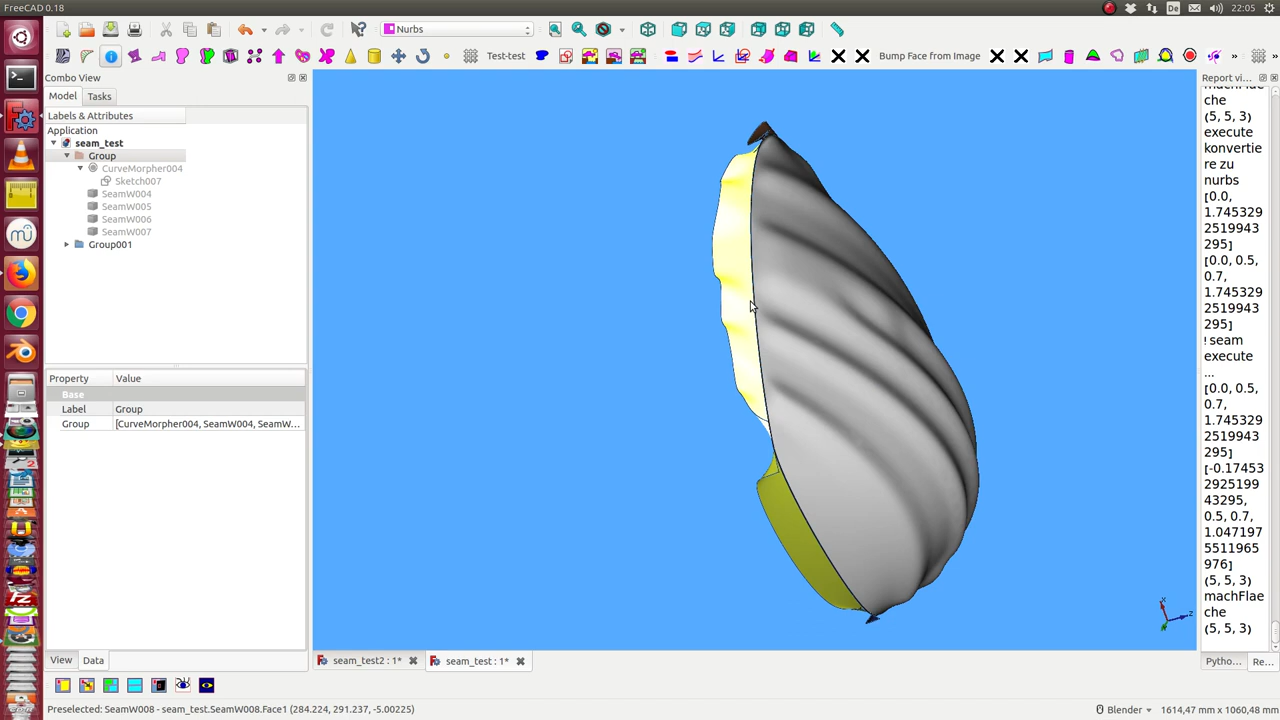 FreeCAD 0.18
De
22:05
Nurbs
Test-test
Bump Face from Image
Combo View
Model
Tasks
Labels & Attributes
Application
seam_test
Group
CurveMorpher004
Sketch007
SeamW004
SeamW005
SeamW006
SeamW007
Group001
Property
Value
Base
Label
Group
Group
[CurveMorpher004, SeamW004, SeamW...
View
Data
seam_test2 : 1*
seam_test : 1*
Report vi...
machFlae
che
(5, 5, 3)
execute
konvertie
re zu
nurbs
[0.0,
1.745329
2519943
295]
[0.0, 0.5,
0.7,
1.745329
2519943
295]
! seam
execute
...
[0.0, 0.5,
0.7,
1.745329
2519943
295]
[-0.17453
2925199
43295,
0.5, 0.7,
1.047197
5511965
976]
(5, 5, 3)
machFlae
che
(5, 5, 3)
Pytho...
Re...
Preselected: SeamW008 - seam_test.SeamW008.Face1 (284.224, 291.237, -5.00225)
Blender
1614,47 mm x 1060,48 mm